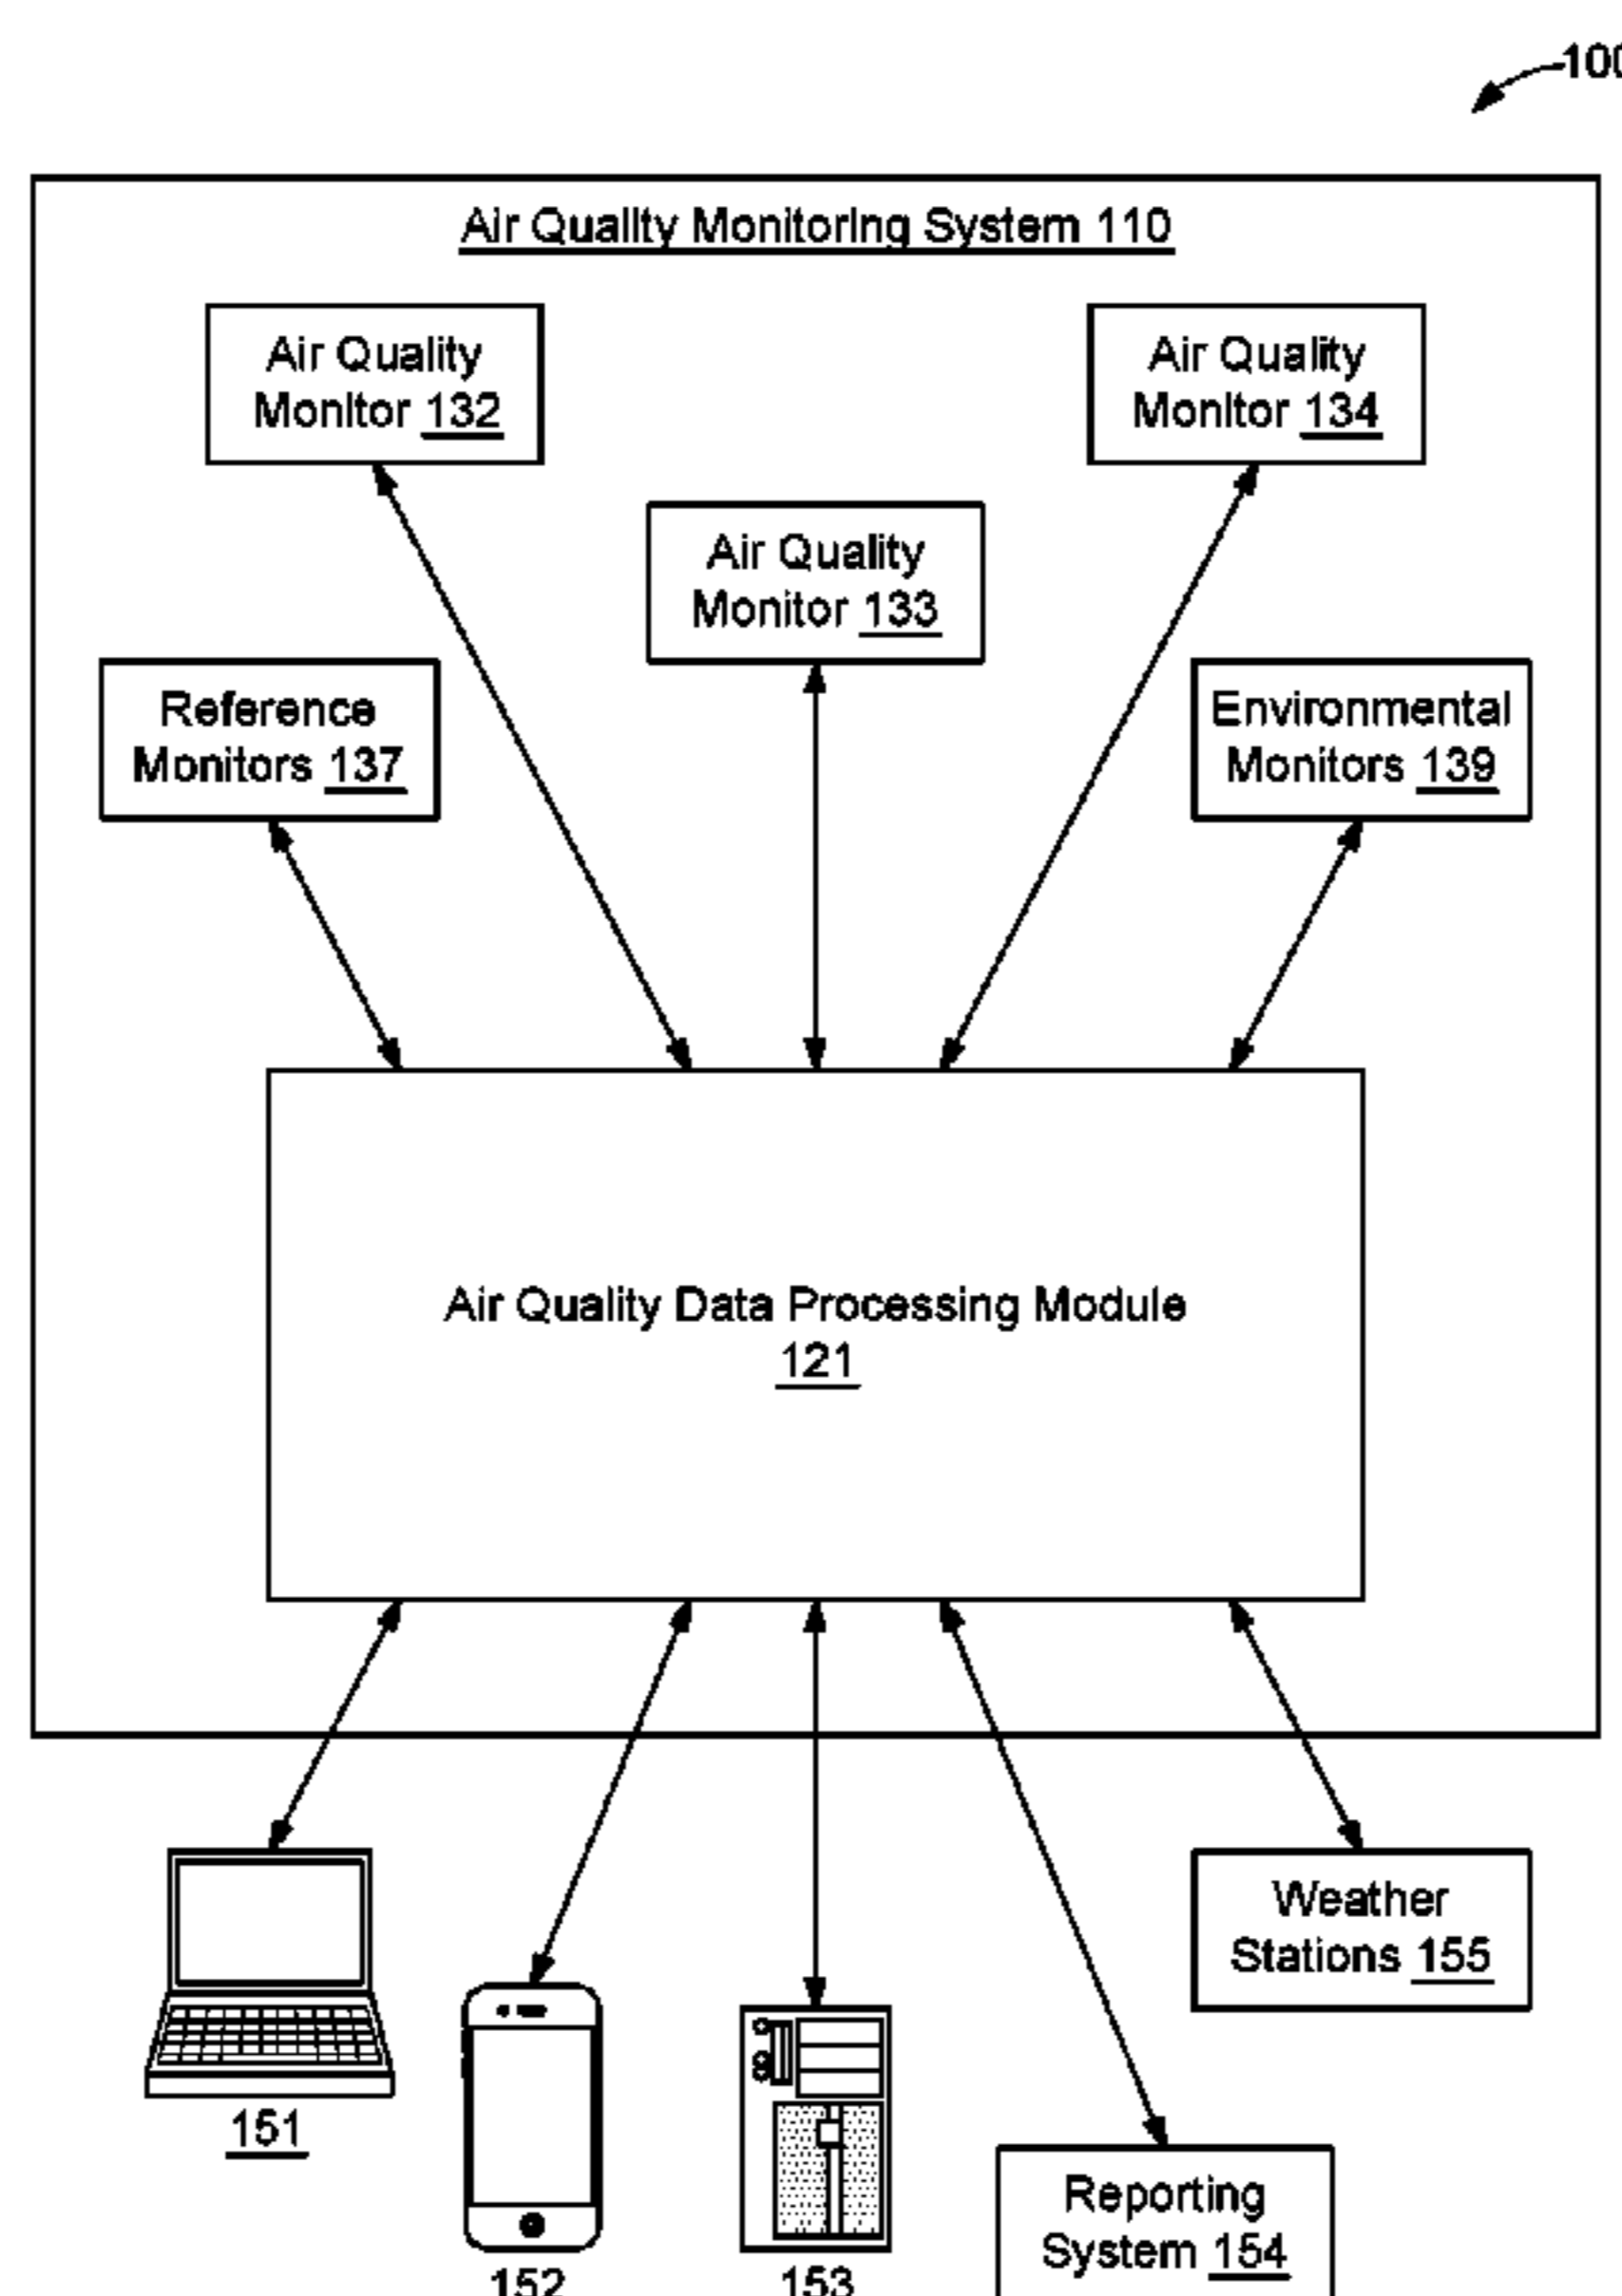 100
Air Quality Monitoring System 110
Air Quality
Monitor 132
Air Quality
Monitor 134
Air Quality
Monitor 133
Reference
Monitors 137
Environmental
Monitors 139
Air Quality Data Processing Module
121
Weather
Stations 155
151
Reporting
System 154
152
153